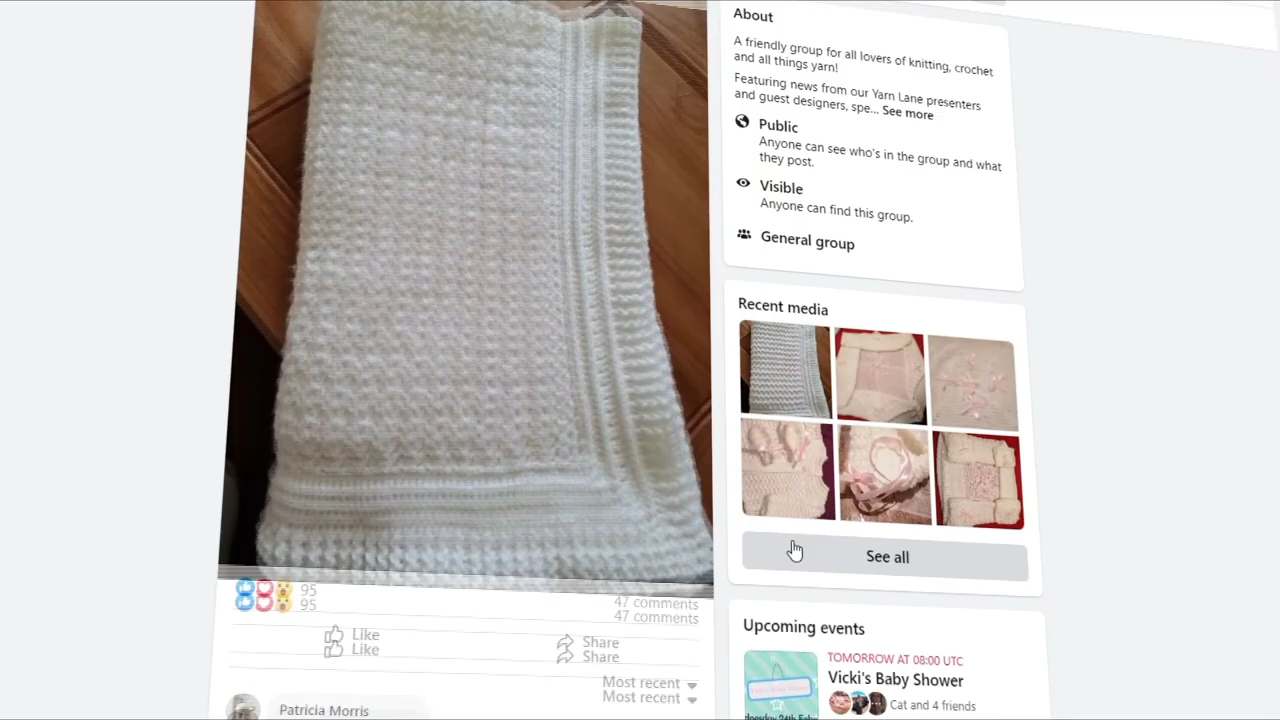 About
A friendly group for all lovers of knitting, crochet
and all things yarn!
Featuring news from our Yarn Lane presenters
and guest designers, spe... See more
Public
Anyone can see who's in the group and what
they post.
Visible
Anyone can find this group.
General group
Recent media
See all
Upcoming events
TOMORROW AT 08:00 UTC
Vicki's Baby Shower
Cat and 4 friends
95
95
47 comments
47 comments
Like
Like
Share
Share
Most recent
Most recent
Patricia Morris